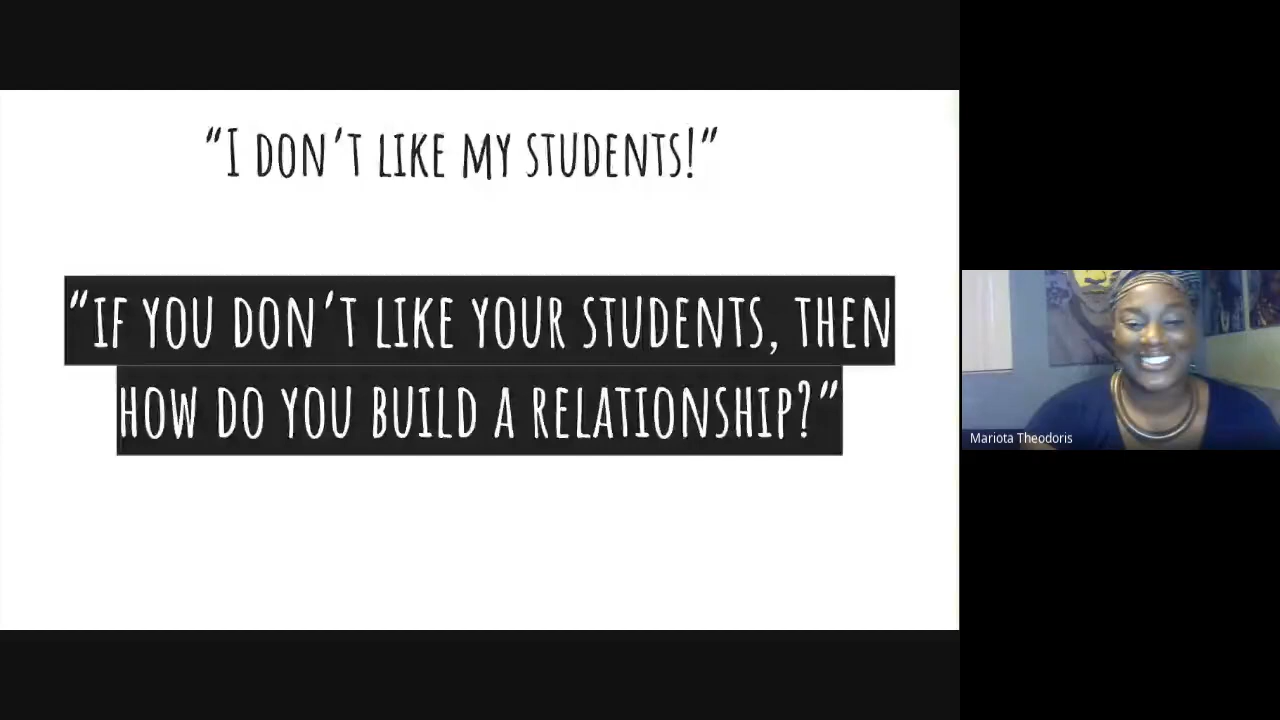 “I DON’T LIKE MY STUDENTS!”
“IF YOU DON’T LIKE YOUR STUDENTS, THEN
HOW DO YOU BUILD A RELATIONSHIP?”
Mariota Theodoris